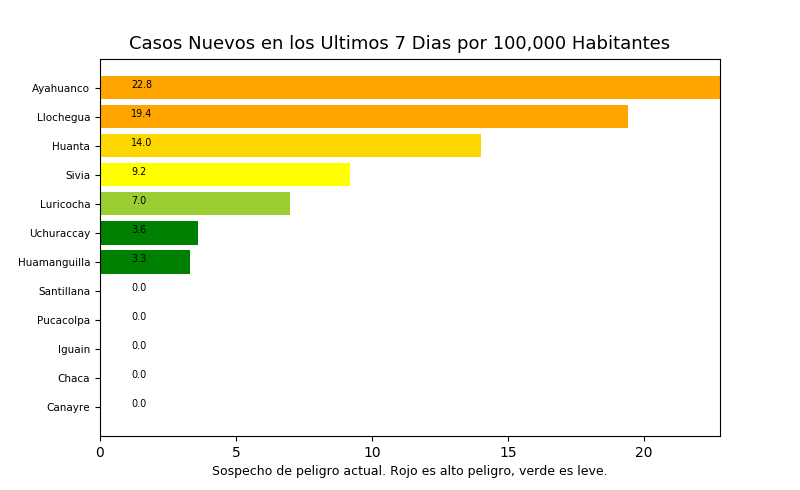 Casos Nuevos en los Ultimos 7 Dias por 100,000 Habitantes
Ayahuanco 22.8
Llochegua 19.4
Huanta 14.0
Sivia 9.2
Luricocha 7.0
Uchuraccay 3.6
Huamanguilla 3.3
Santillana 0.0
Pucacolpa 0.0
Iguain 0.0
Chaca 0.0
Canayre 0.0
0 5 10 15 20
Sospecho de peligro actual. Rojo es alto peligro, verde es leve.